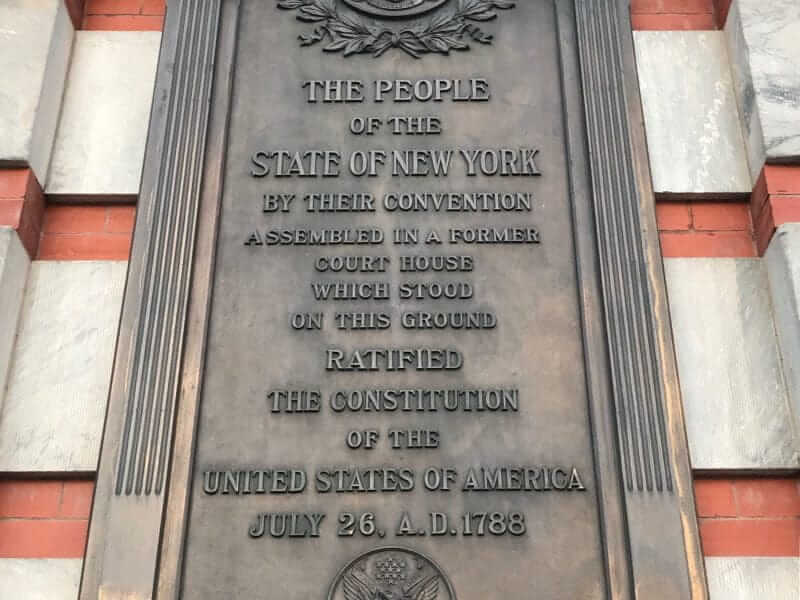 THE PEOPLE
OF THE
STATE OF NEW YORK
BY THEIR CONVENTION
ASSEMBLED IN A FORMER
COURT HOUSE
WHICH STOOD
ON THIS GROUND
RATIFIED
THE CONSTITUTION
OF THE
UNITED STATES OF AMERICA
JULY 26, A.D. 1788